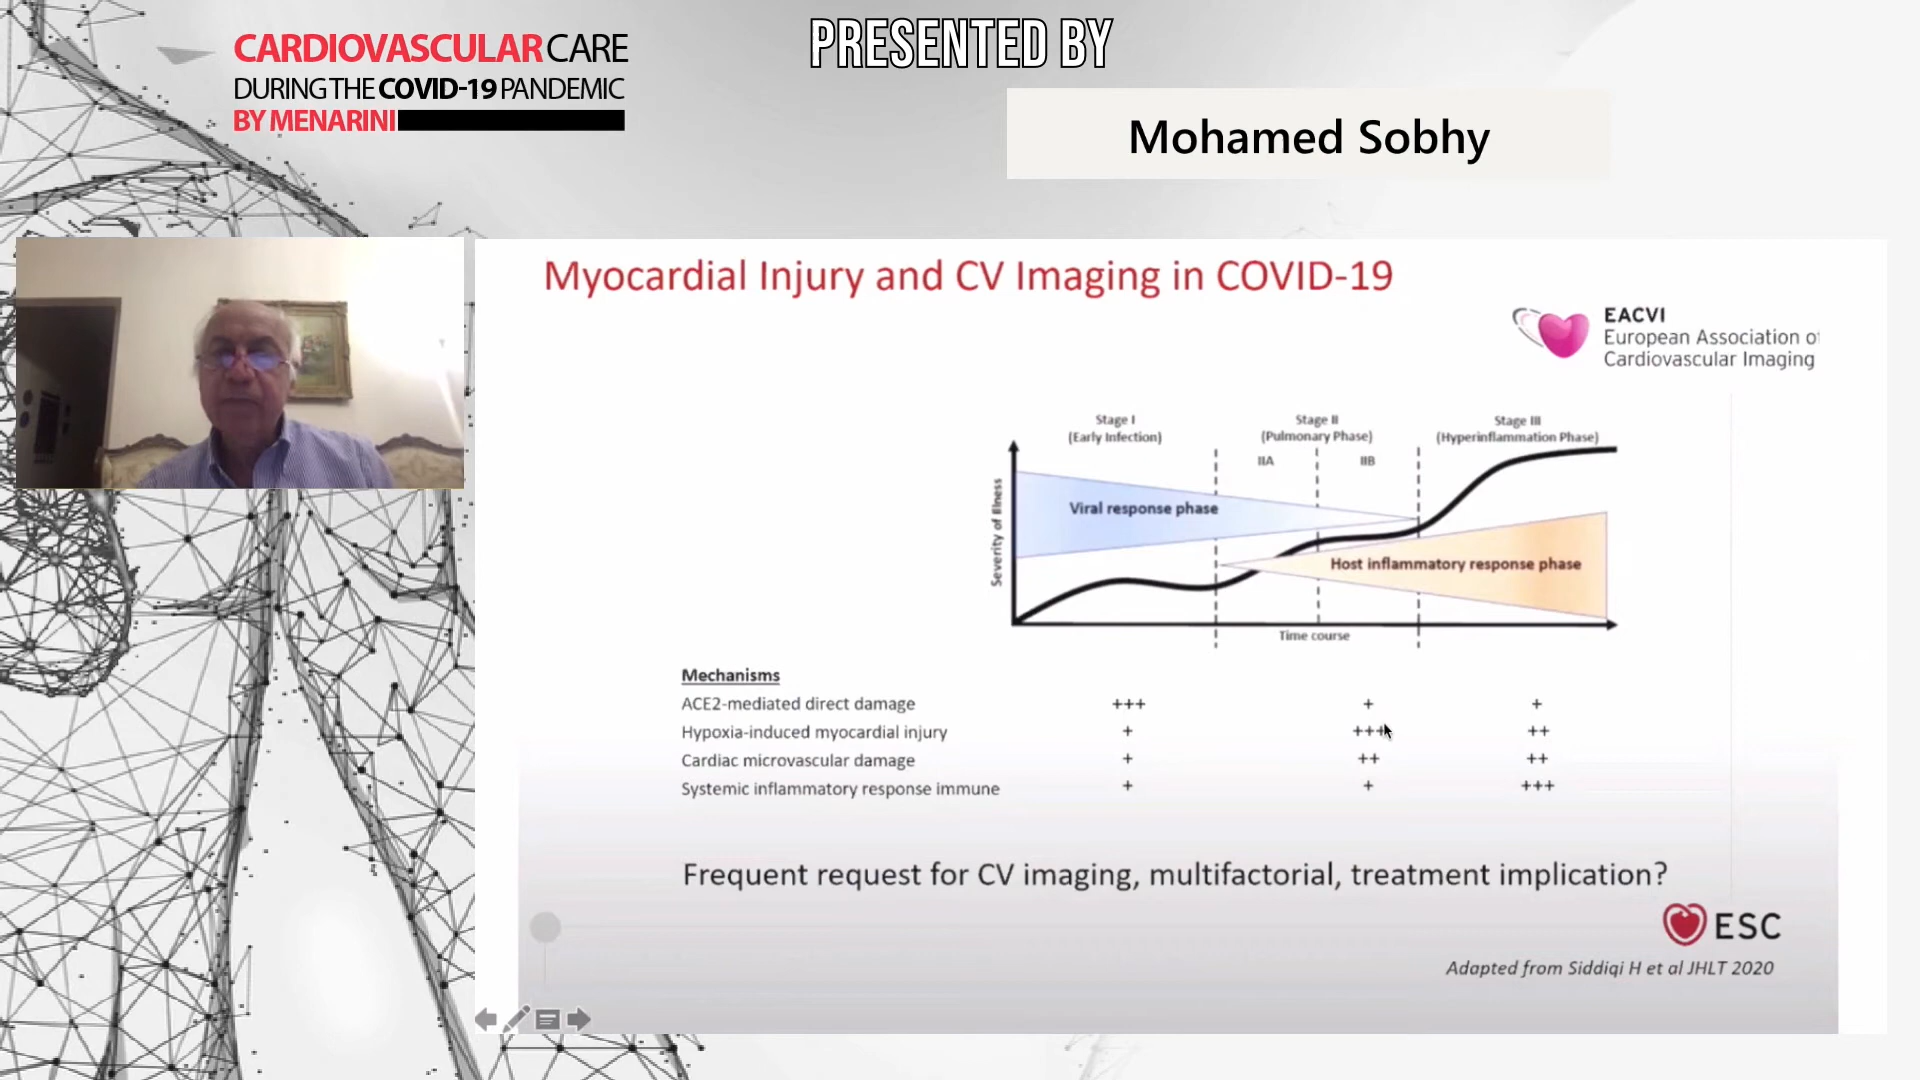 CARDIOVASCULAR CARE
DURING THE COVID-19 PANDEMIC
BY MENARINI
PRESENTED BY
Mohamed Sobhy
Myocardial Injury and CV Imaging in COVID-19
EACVI
European Association of
Cardiovascular Imaging
Stage I
(Early Infection)
Stage II
(Pulmonary Phase)
Stage III
(Hyperinflammation Phase)
IIA
IIB
Severity of Illness
Viral response phase
Host inflammatory response phase
Time course
Mechanisms
ACE2-mediated direct damage +++ + +
Hypoxia-induced myocardial injury + +++ ++
Cardiac microvascular damage + ++ ++
Systemic inflammatory response immune + + +++
Frequent request for CV imaging, multifactorial, treatment implication?
ESC
Adapted from Siddiqi H et al JHLT 2020